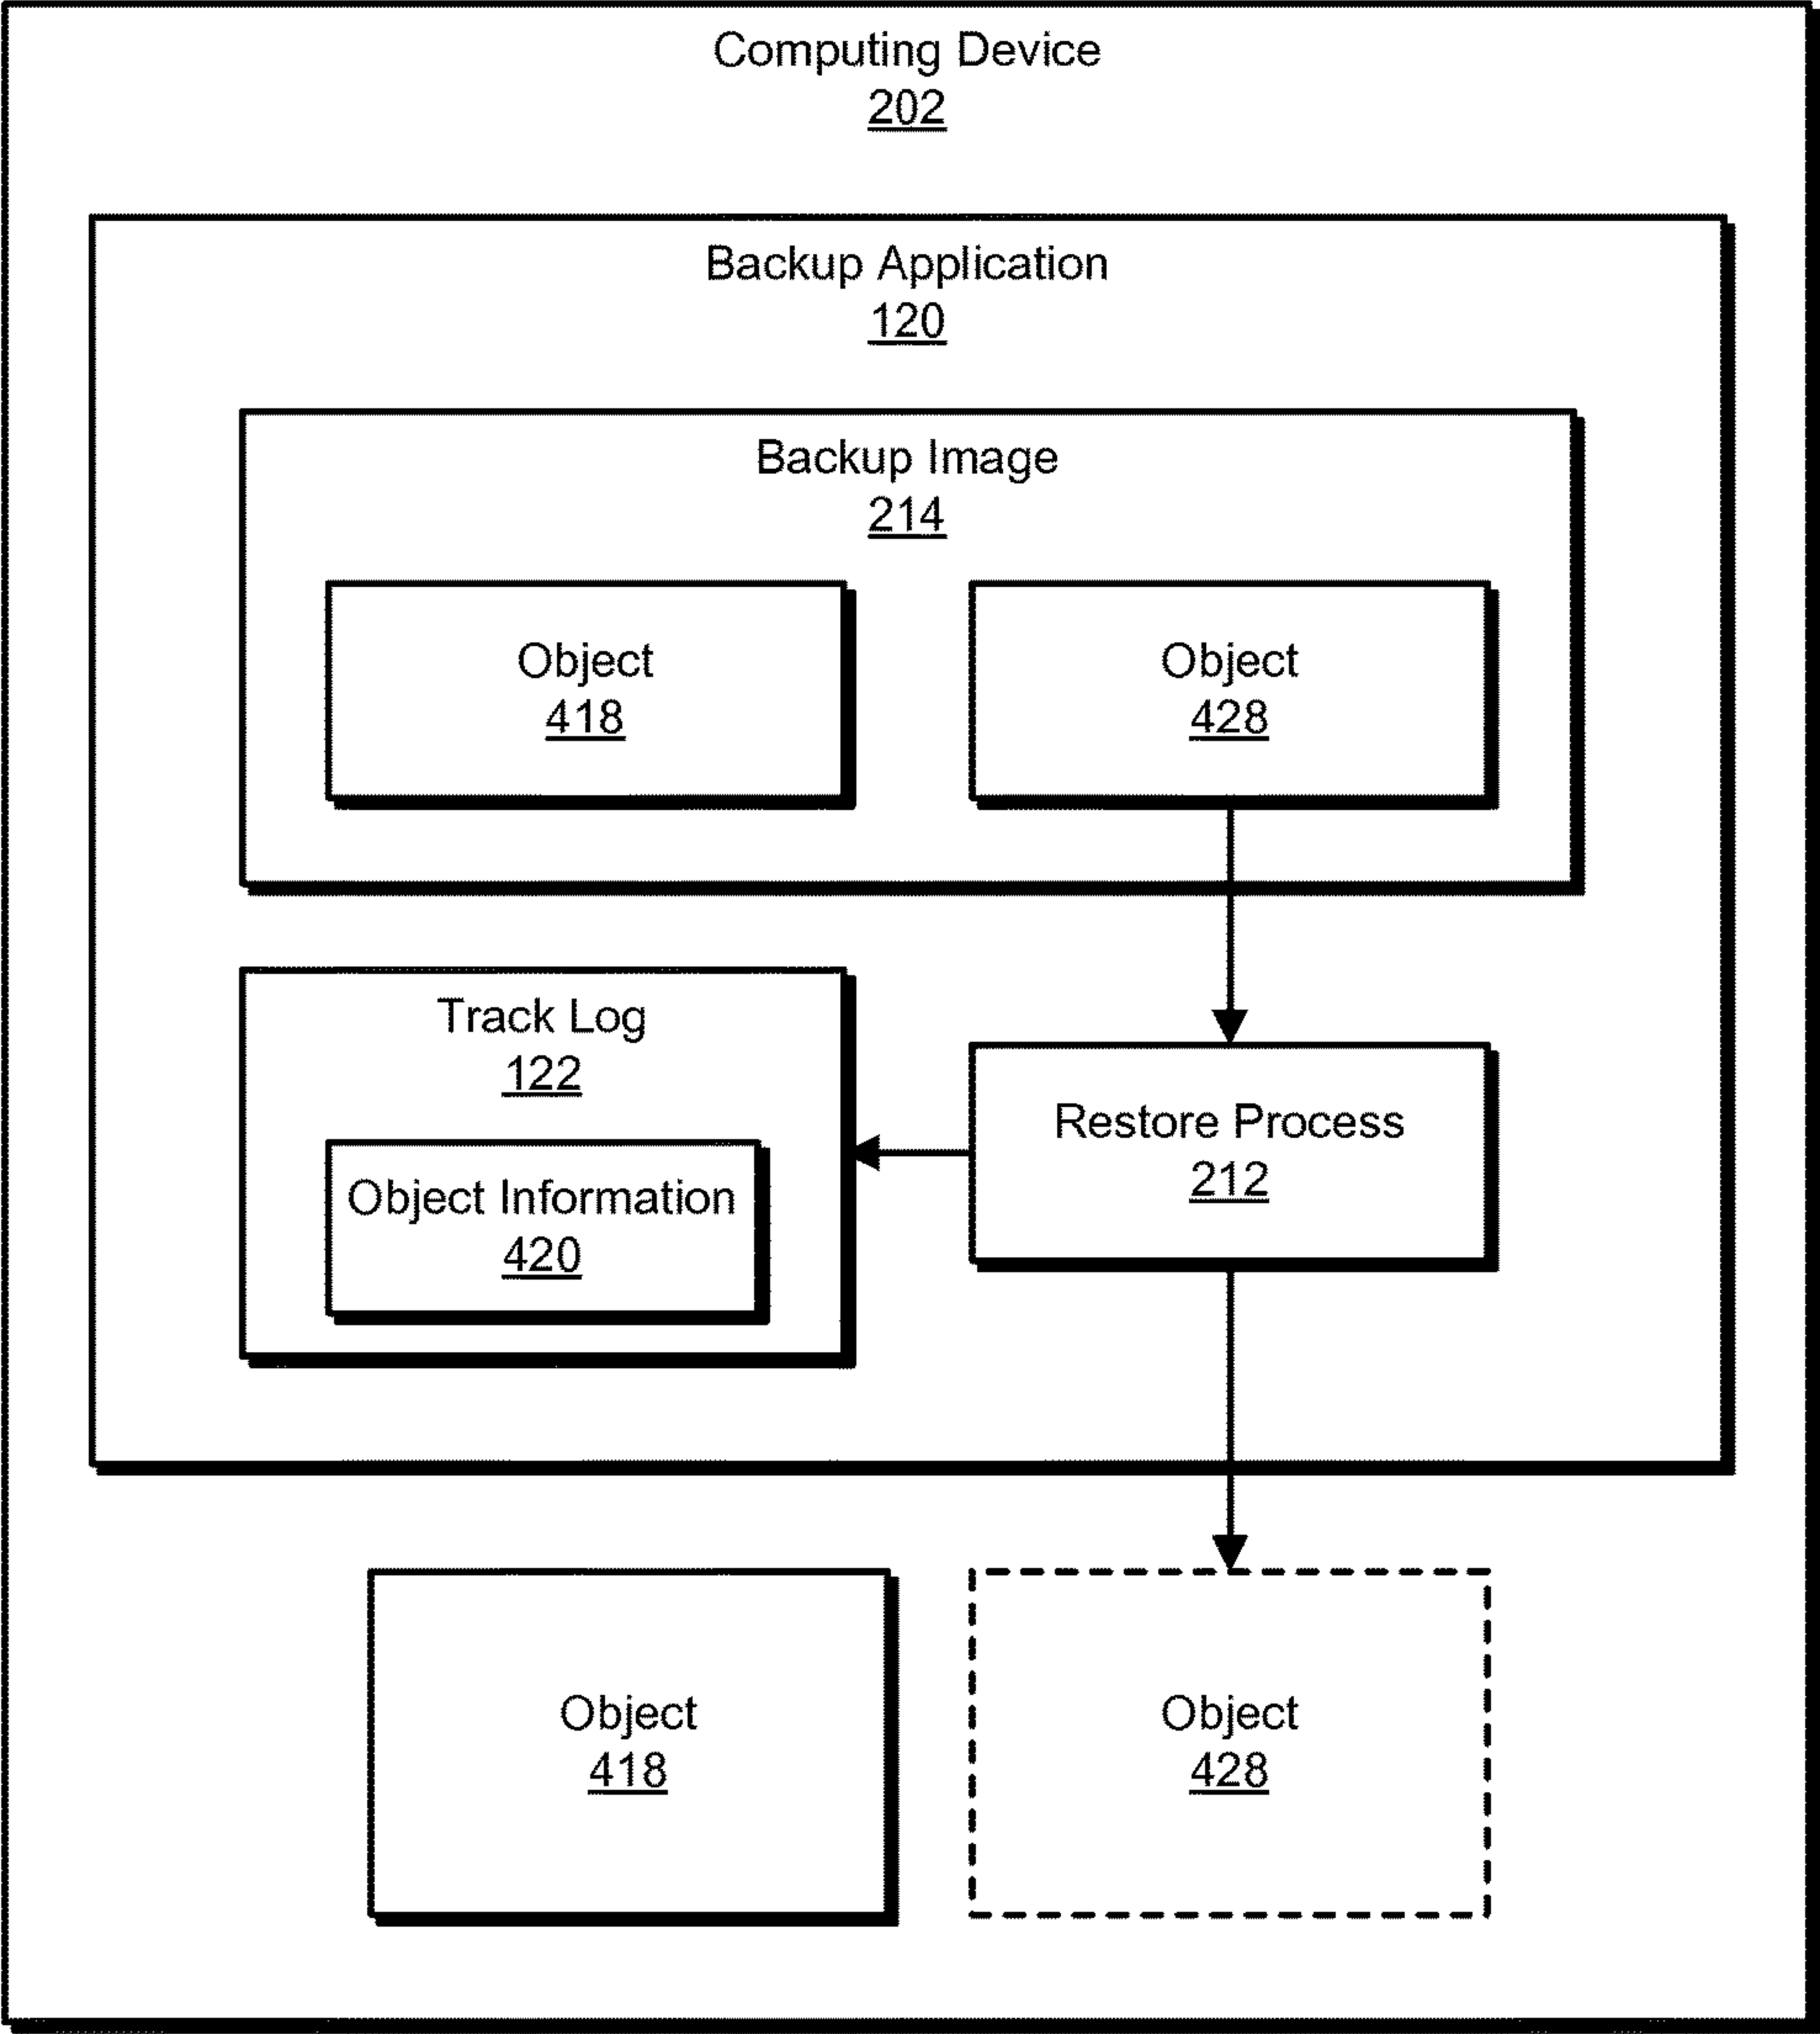 Computing Device
202
Backup Application
120
Backup Image
214
Object
418
Object
428
Track Log
122
Object Information
420
Restore Process
212
Object
418
Object
428